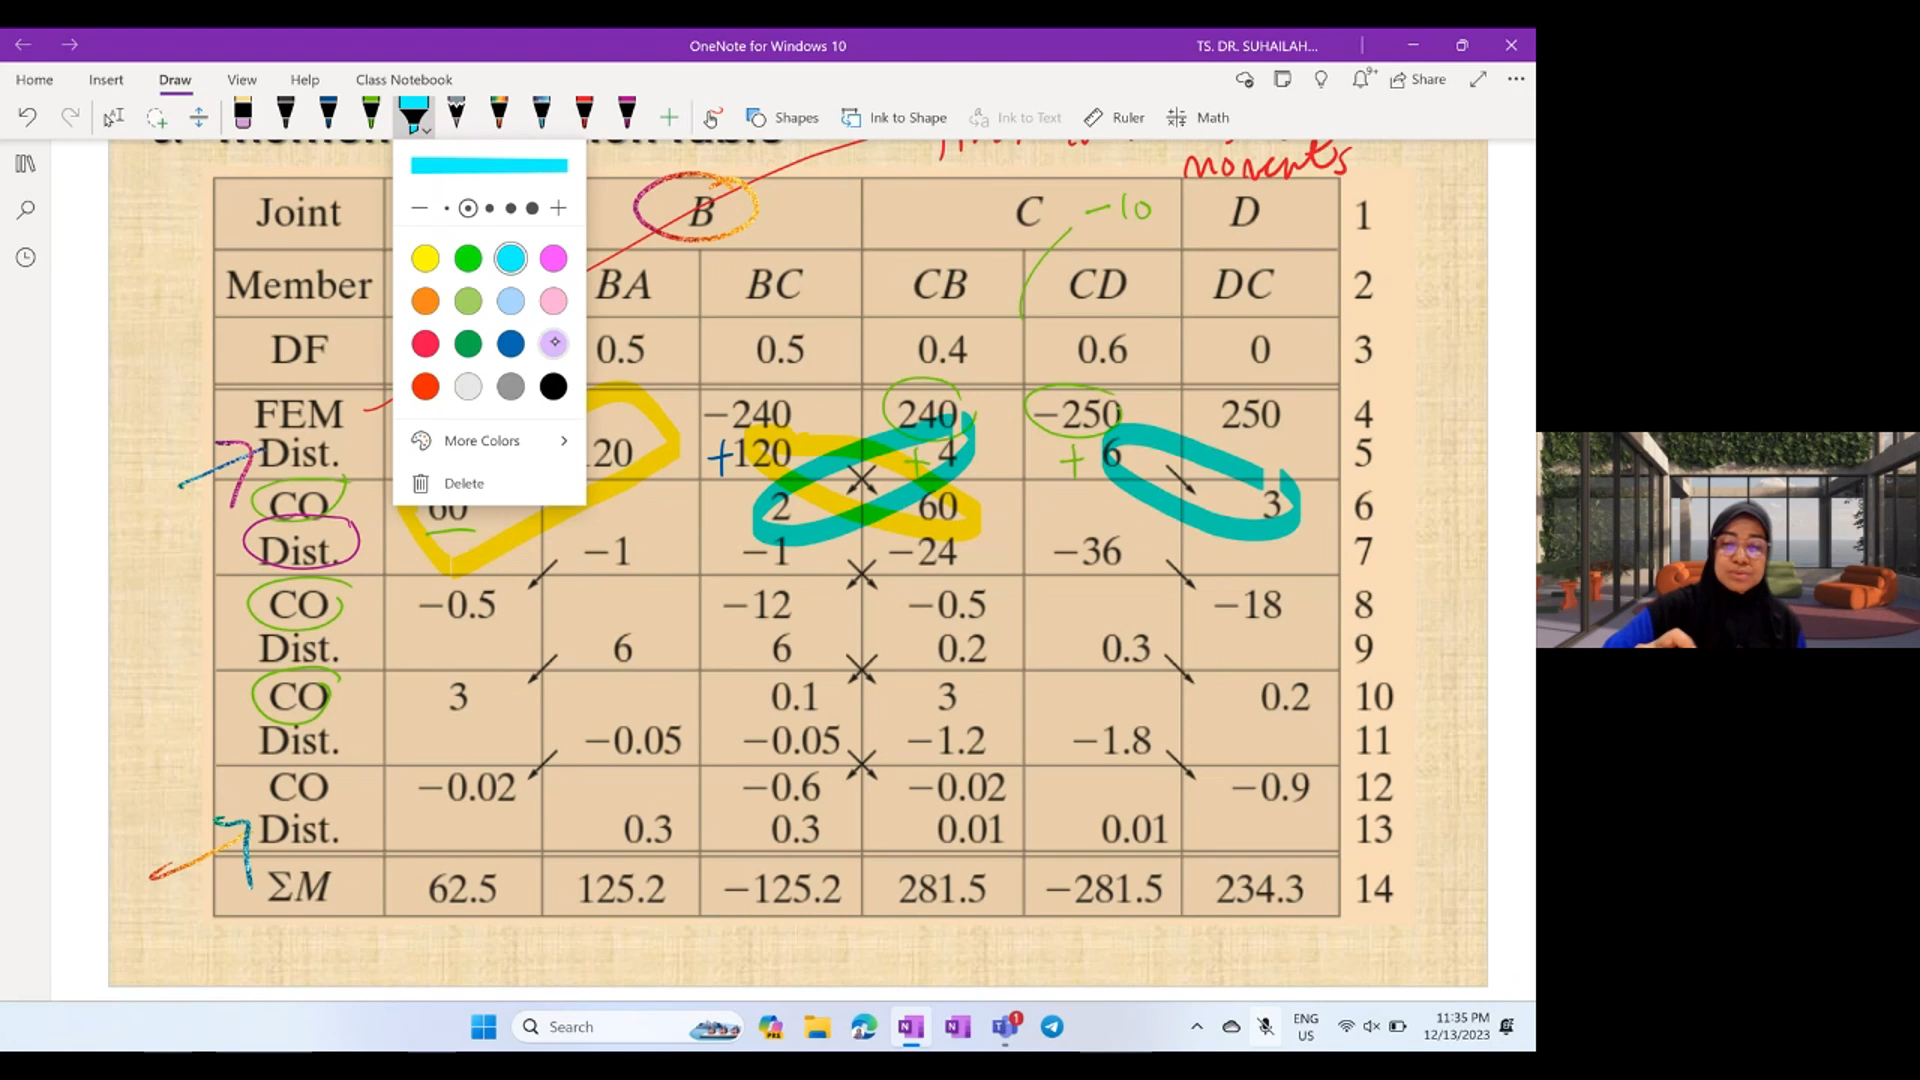 OneNote for Windows 10 TS. DR. SUHAILAH...
Home Insert Draw View Help Class Notebook 9+ Share
Shapes Ink to Shape Ink to Text Ruler Math
moments
Joint B C -10 D 1
Member BA BC CB CD DC 2
DF 0.5 0.5 0.4 0.6 0 3
FEM −240 240 −250 250 4
Dist. 20 +120 + 4 + 6 5
CO 60 2 60 3 6
Dist. −1 −1 −24 −36 7
CO −0.5 −12 −0.5 −18 8
Dist. 6 6 0.2 0.3 9
CO 3 0.1 3 0.2 10
Dist. −0.05 −0.05 −1.2 −1.8 11
CO −0.02 −0.6 −0.02 −0.9 12
Dist. 0.3 0.3 0.01 0.01 13
ΣM 62.5 125.2 −125.2 281.5 −281.5 234.3 14
More Colors
Delete
Search 1 ENG US 11:35 PM 12/13/2023